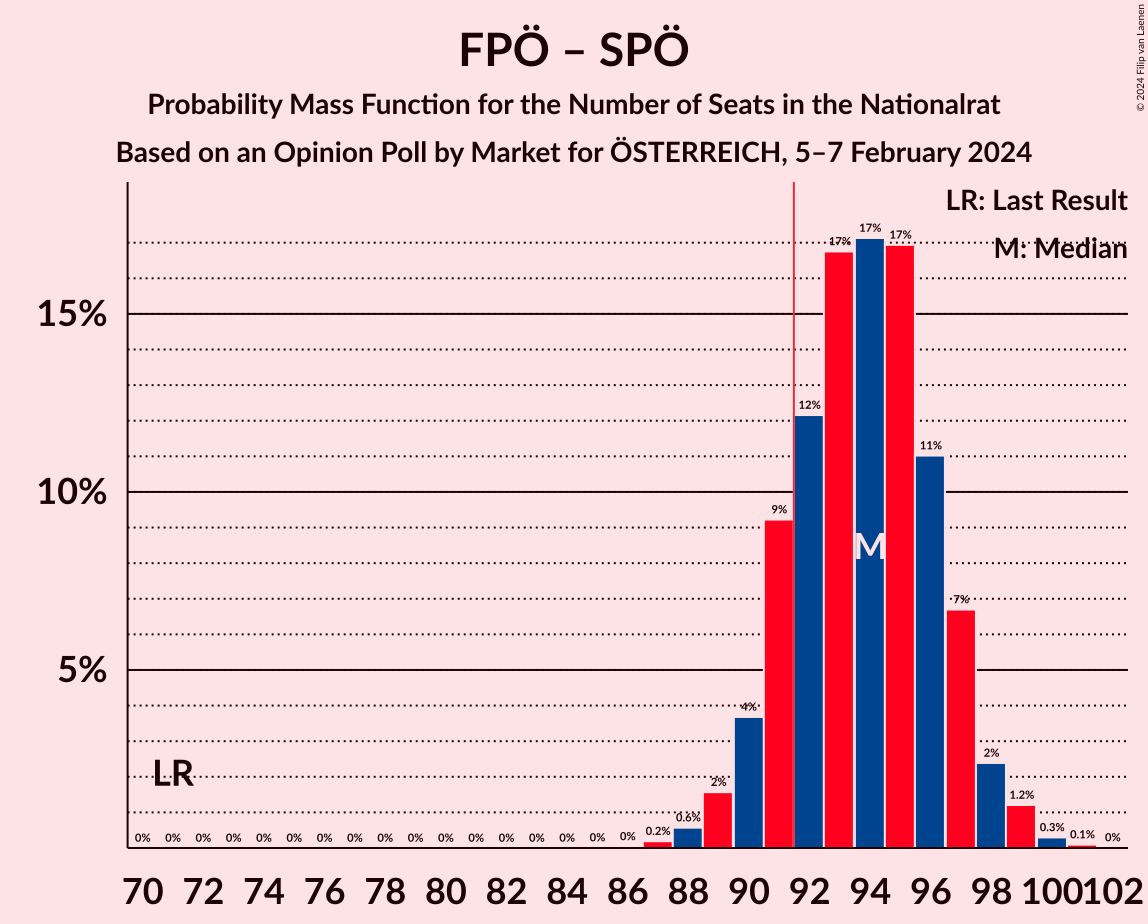 FPÖ – SPÖ
Probability Mass Function for the Number of Seats in the Nationalrat
Based on an Opinion Poll by Market for ÖSTERREICH, 5–7 February 2024
© 2024 Filip van Laenen
LR: Last Result
M: Median
15%
10%
5%
LR
M
0% 0% 0% 0% 0% 0% 0% 0% 0% 0% 0% 0% 0% 0% 0% 0% 0% 0.2% 0.6% 2% 4% 9% 12% 17% 17% 17% 11% 7% 2% 1.2% 0.3% 0.1% 0%
70 72 74 76 78 80 82 84 86 88 90 92 94 96 98 100 102